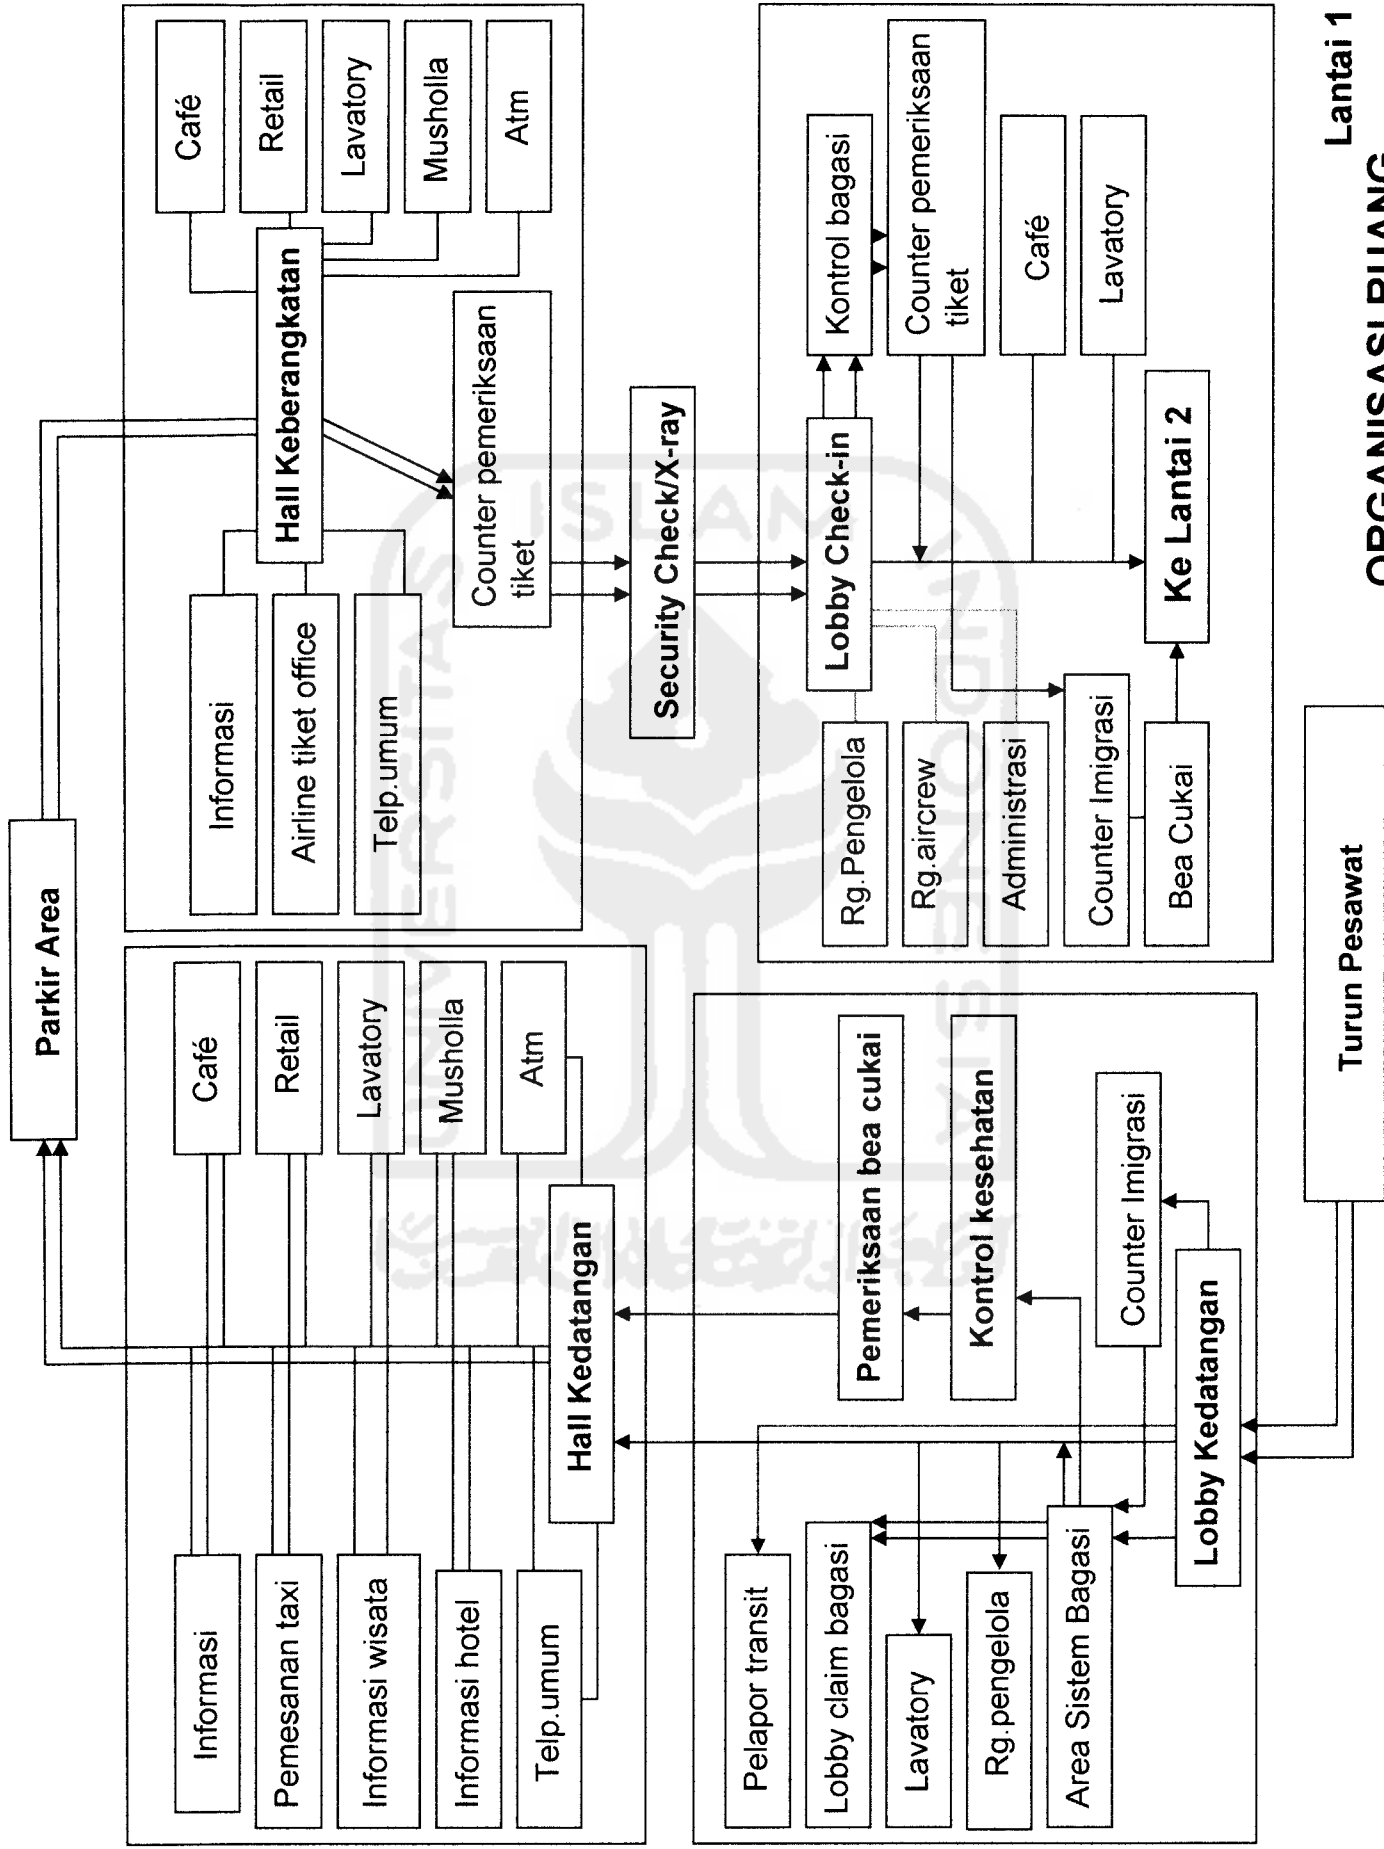 Parkir Area
Café
Retail
Lavatory
Musholla
Atm
Informasi
Pemesanan taxi
Informasi wisata
Informasi hotel
Telp.umum
Hall Kedatangan
Informasi
Airline tiket office
Telp.umum
Hall Keberangkatan
Café
Retail
Lavatory
Musholla
Atm
Counter pemeriksaan
tiket
Security Check/X-ray
Pelapor transit
Lobby claim bagasi
Lavatory
Rg.pengelola
Area Sistem Bagasi
Pemeriksaan bea cukai
Kontrol kesehatan
Counter Imigrasi
Lobby Kedatangan
Rg.Pengelola
Rg.aircrew
Administrasi
Counter Imigrasi
Bea Cukai
Lobby Check-in
Kontrol bagasi
Counter pemeriksaan
tiket
Café
Lavatory
Ke Lantai 2
Turun Pesawat
Lantai 1
ORGANISASI RUANG
UNIVERSITAS
ISLAM
INDONESIA